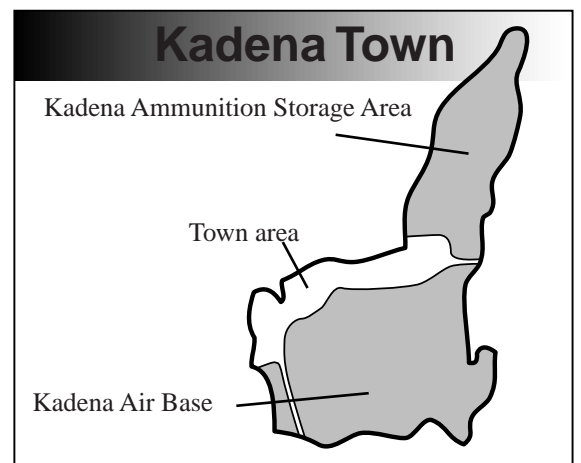 Kadena Town
Kadena Ammunition Storage Area
Town area
Kadena Air Base